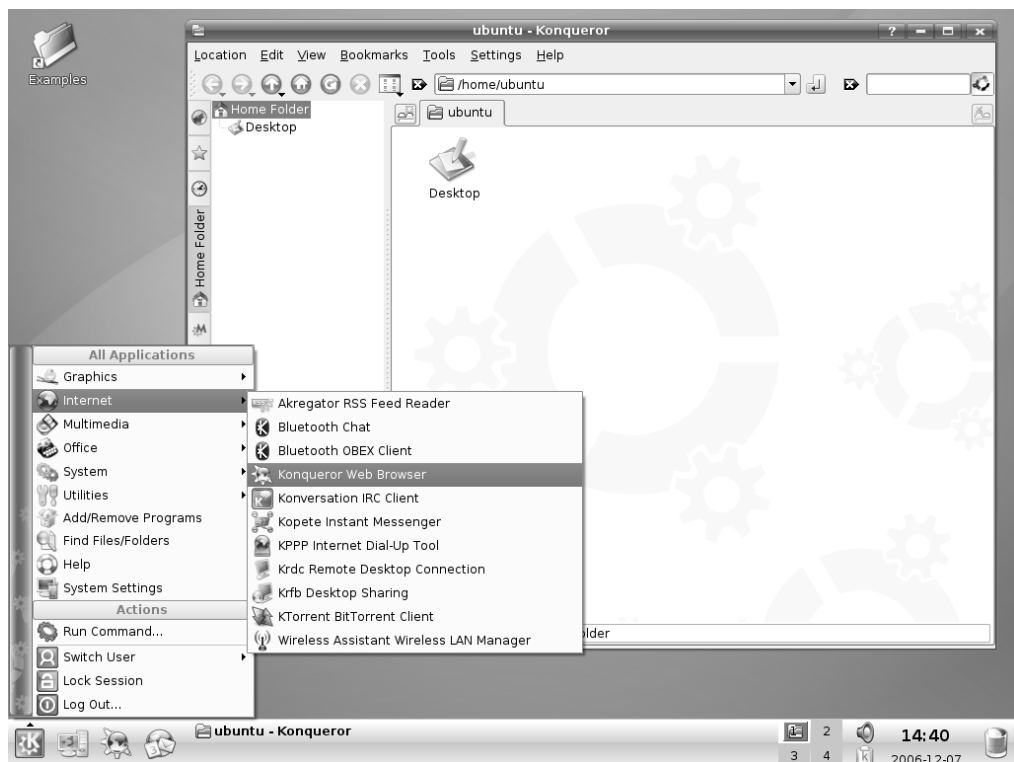 Examples
ubuntu - Konqueror
Location Edit View Bookmarks Tools Settings Help
/home/ubuntu
Home Folder
Desktop
ubuntu
Desktop
Home Folder
All Applications
Graphics
Internet
Multimedia
Office
System
Utilities
Add/Remove Programs
Find Files/Folders
Help
System Settings
Actions
Run Command...
Switch User
Lock Session
Log Out...
Akregator RSS Feed Reader
Bluetooth Chat
Bluetooth OBEX Client
Konqueror Web Browser
Konversation IRC Client
Kopete Instant Messenger
KPPP Internet Dial-Up Tool
Krdc Remote Desktop Connection
Krfb Desktop Sharing
KTorrent BitTorrent Client
Wireless Assistant Wireless LAN Manager
ubuntu - Konqueror
2
3 4
14:40
2006-12-07